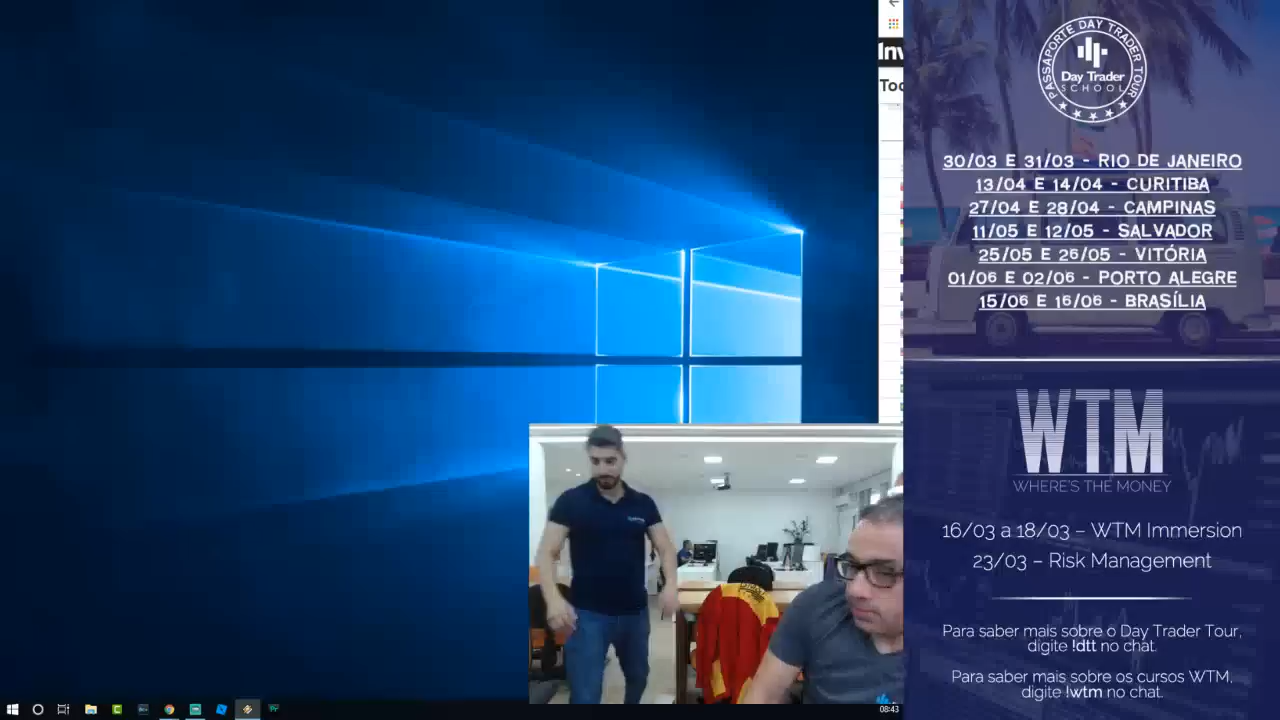 Inv
Too
PASSAPORTE DAY TRADER TOUR
Day Trader
SCHOOL
30/03 E 31/03 - RIO DE JANEIRO
13/04 E 14/04 - CURITIBA
27/04 E 28/04 - CAMPINAS
11/05 E 12/05 - SALVADOR
25/05 E 26/05 - VITÓRIA
01/06 E 02/06 - PORTO ALEGRE
15/06 E 16/06 - BRASÍLIA
WTM
WHERE'S THE MONEY
16/03 a 18/03 – WTM Immersion
23/03 – Risk Management
Para saber mais sobre o Day Trader Tour,
digite !dtt no chat.
Para saber mais sobre os cursos WTM,
digite !wtm no chat.
08:43